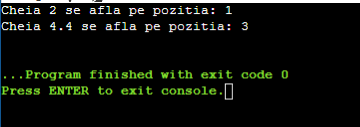 Cheia 2 se afla pe pozitia: 1
Cheia 4.4 se afla pe pozitia: 3
...Program finished with exit code 0
Press ENTER to exit console.